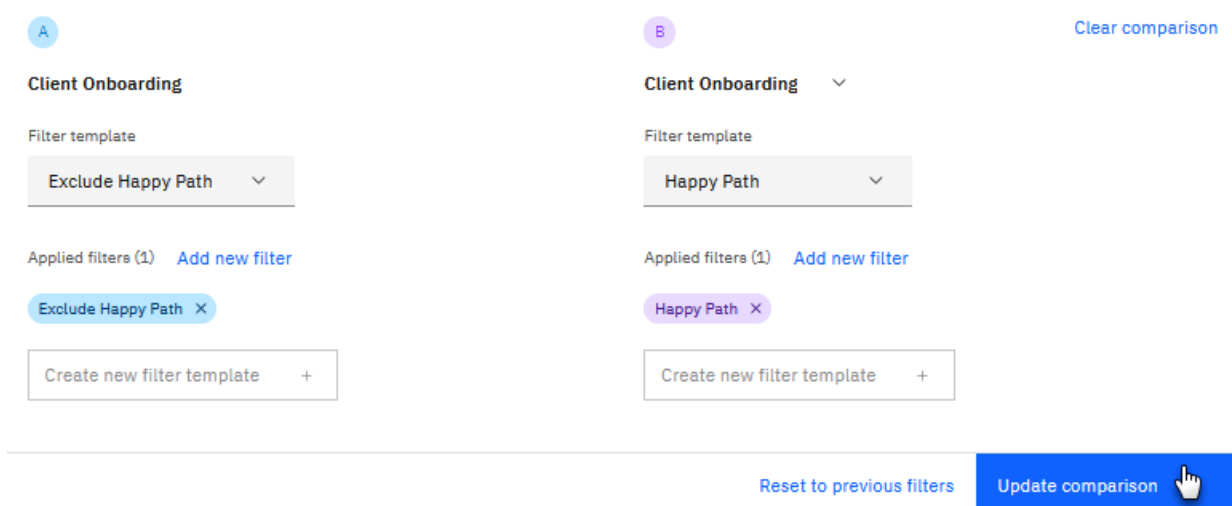 A
B
Clear comparison
Client Onboarding
Client Onboarding
Filter template
Filter template
Exclude Happy Path
Happy Path
Applied filters (1) Add new filter
Applied filters (1) Add new filter
Exclude Happy Path ×
Happy Path ×
Create new filter template +
Create new filter template +
Reset to previous filters
Update comparison